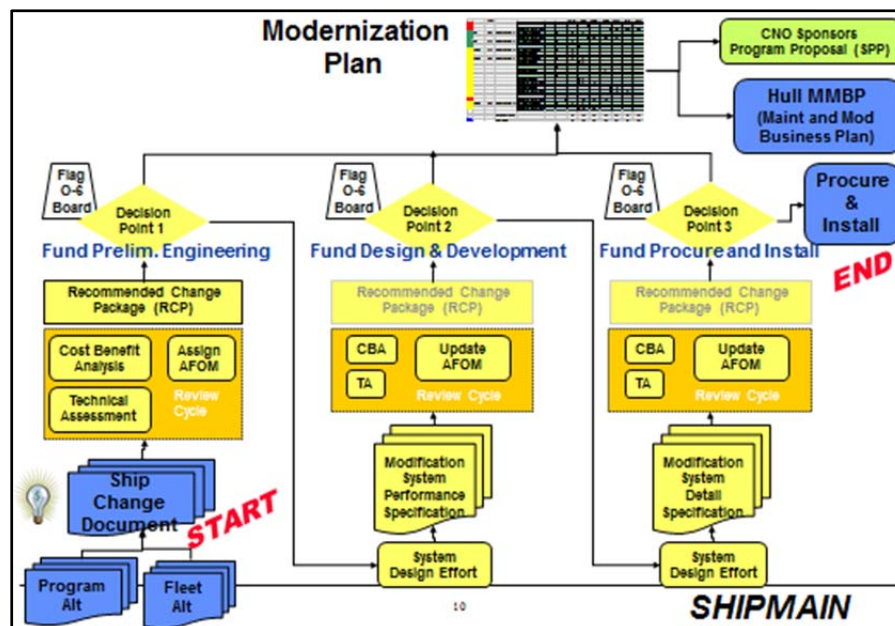 Modernization
Plan
CNO Sponsors
Program Proposal (SPP)
Hull MMBP
(Maint and Mod
Business Plan)
Flag
O-6
Board
Decision
Point 1
Flag
O-6
Board
Decision
Point 2
Flag
O-6
Board
Decision
Point 3
Procure
&
Install
END
Fund Prelim. Engineering
Fund Design & Development
Fund Procure and Install
Recommended Change
Package (RCP)
Recommended Change
Package (RCP)
Recommended Change
Package (RCP)
Cost Benefit
Analysis
Assign
AFOM
Technical
Assessment
Review
Cycle
CBA
Update
AFOM
TA
Review Cycle
CBA
Update
AFOM
TA
Review Cycle
Ship
Change
Document
START
Program
Alt
Fleet
Alt
Modification
System
Performance
Specification
System
Design Effort
Modification
System
Detail
Specification
System
Design Effort
10
SHIPMAIN